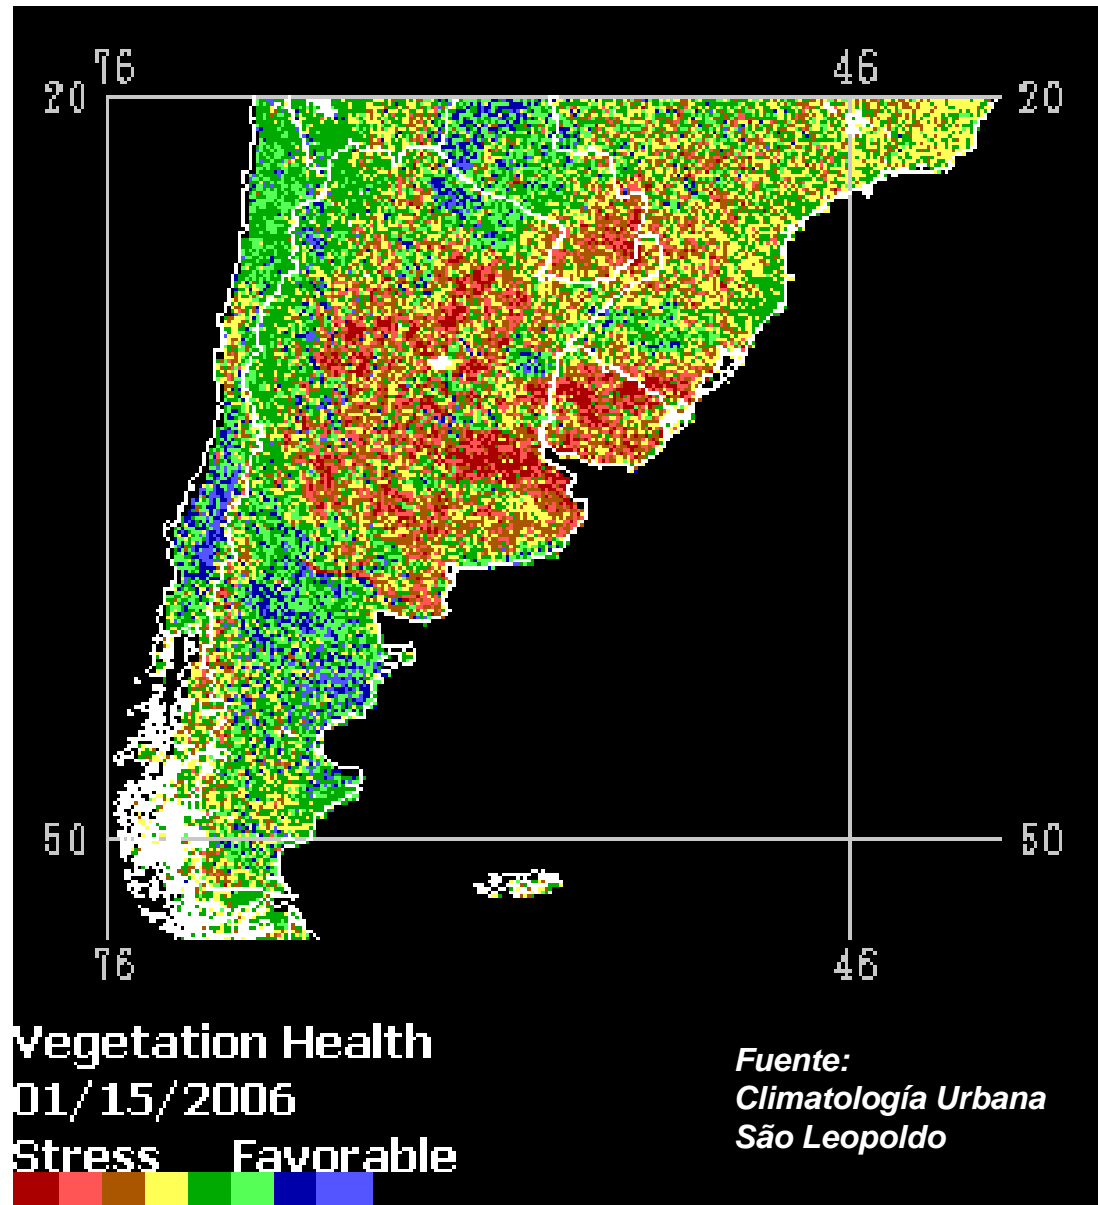 76 46
20 20
50 50
76 46
Vegetation Health
01/15/2006
Stress Favorable
Fuente:
Climatología Urbana
São Leopoldo